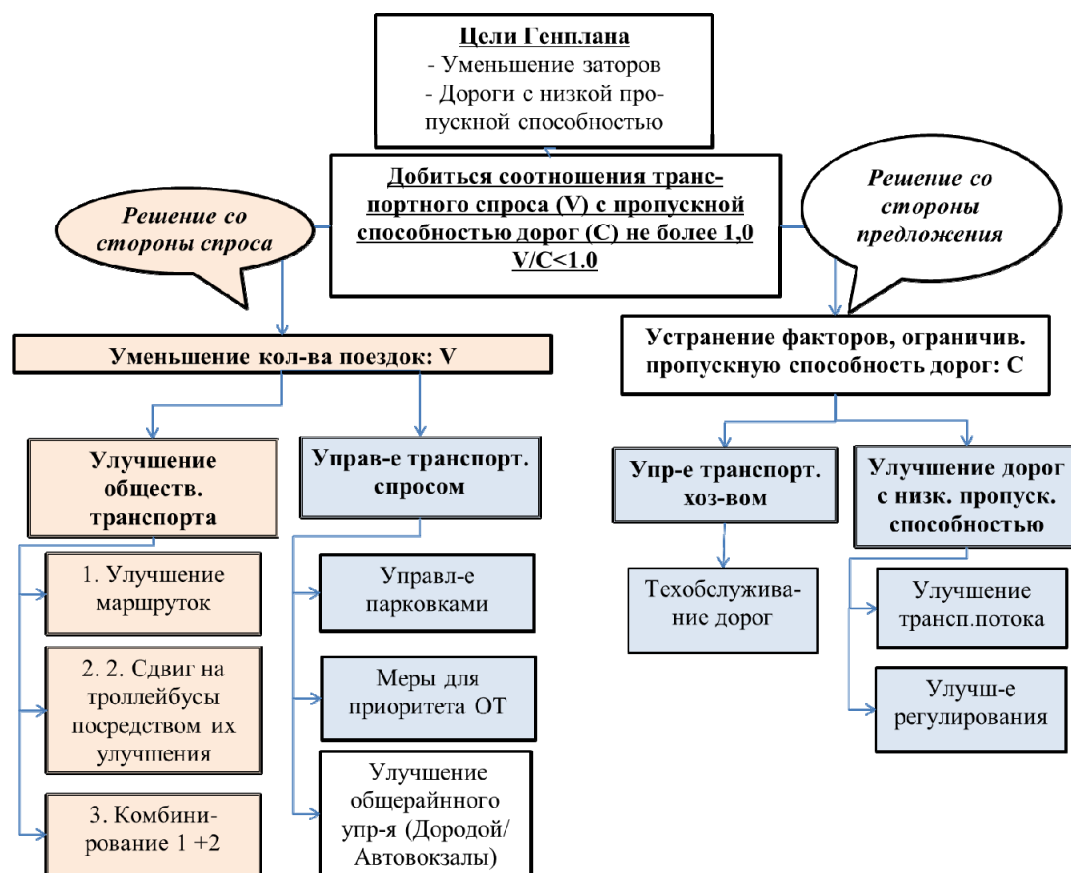 Цели Генплана
- Уменьшение заторов
- Дороги с низкой про-
пускной способностью
Добиться соотношения транс-
портного спроса (V) с пропускной
способностью дорог (С) не более 1,0
V/C<1.0
Решение со
стороны спроса
Решение со
стороны
предложения
Уменьшение кол-ва поездок: V
Устранение факторов, ограничив.
пропускную способность дорог: С
Улучшение
обществ.
транспорта
Управ-е транспорт.
спросом
Упр-е транспорт.
хоз-вом
Улучшение дорог
с низк. пропуск.
способностью
1. Улучшение
маршруток
2. 2. Сдвиг на
троллейбусы
посредством их
улучшения
3. Комбини-
рование 1 +2
Управл-е
парковками
Меры для
приоритета ОТ
Улучшение
общерайнного
упр-я (Дородой/
Автовокзалы)
Техобслужива-
ние дорог
Улучшение
трансп.потока
Улучш-е
регулирования